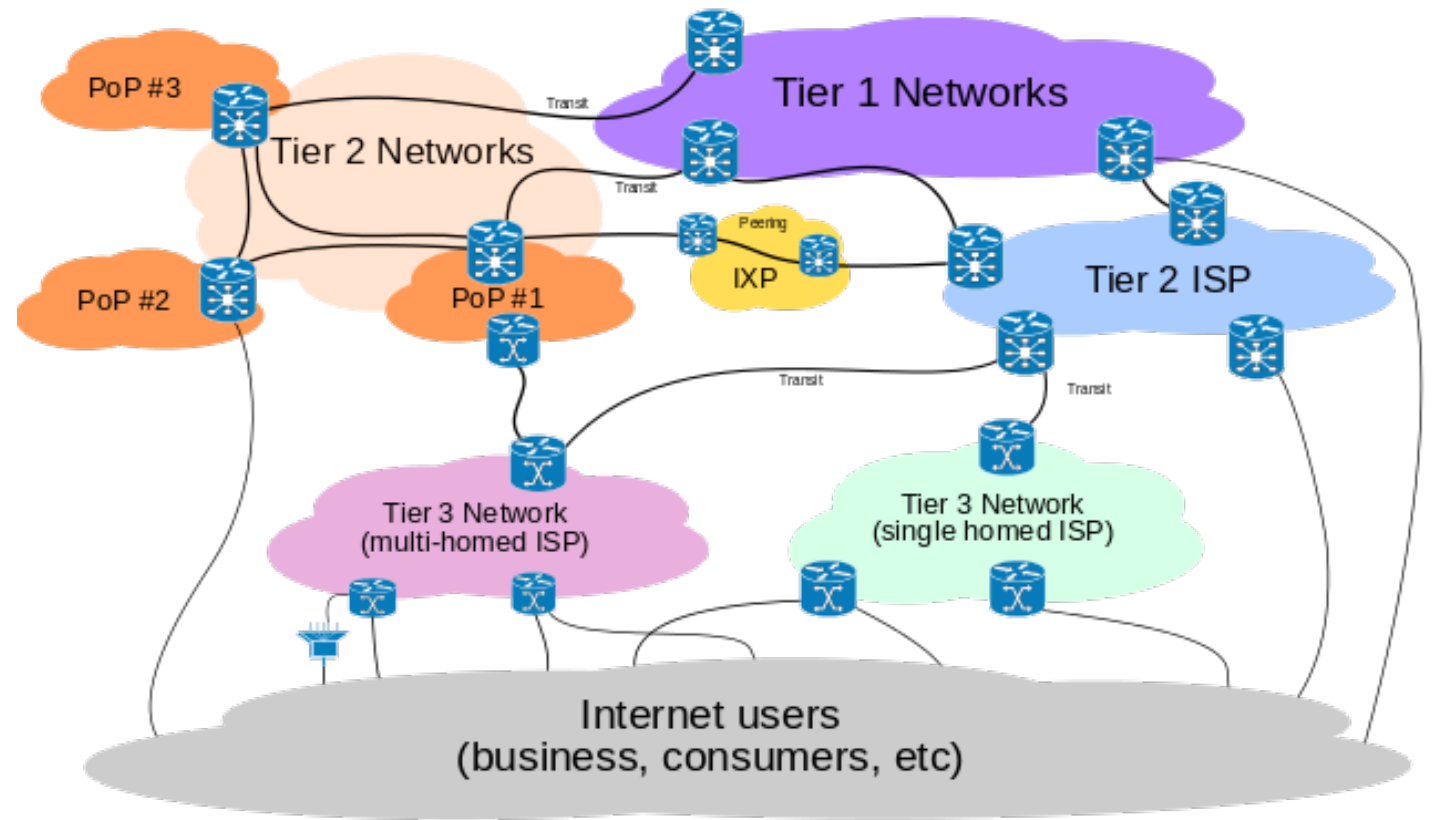 PoP #3
Tier 1 Networks
Transit
Tier 2 Networks
Transit
Peering
IXP
Tier 2 ISP
PoP #2
PoP #1
Transit
Transit
Tier 3 Network
(multi-homed ISP)
Tier 3 Network
(single homed ISP)
Internet users
(business, consumers, etc)